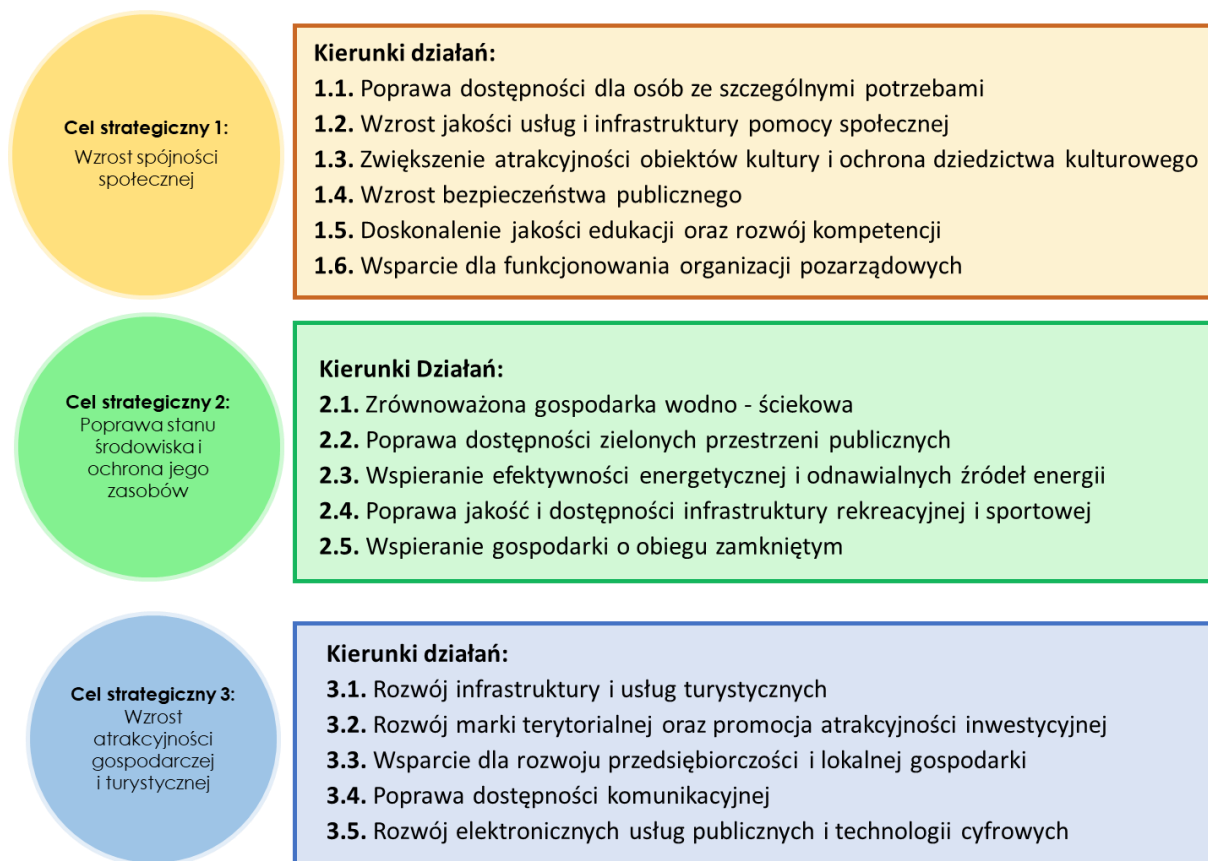 Cel strategiczny 1:
Wzrost spójności
społecznej
Kierunki działań:
1.1. Poprawa dostępności dla osób ze szczególnymi potrzebami
1.2. Wzrost jakości usług i infrastruktury pomocy społecznej
1.3. Zwiększenie atrakcyjności obiektów kultury i ochrona dziedzictwa kulturowego
1.4. Wzrost bezpieczeństwa publicznego
1.5. Doskonalenie jakości edukacji oraz rozwój kompetencji
1.6. Wsparcie dla funkcjonowania organizacji pozarządowych
Cel strategiczny 2:
Poprawa stanu
środowiska i
ochrona jego
zasobów
Kierunki Działań:
2.1. Zrównoważona gospodarka wodno - ściekowa
2.2. Poprawa dostępności zielonych przestrzeni publicznych
2.3. Wspieranie efektywności energetycznej i odnawialnych źródeł energii
2.4. Poprawa jakość i dostępności infrastruktury rekreacyjnej i sportowej
2.5. Wspieranie gospodarki o obiegu zamkniętym
Cel strategiczny 3:
Wzrost
atrakcyjności
gospodarczej
i turystycznej
Kierunki działań:
3.1. Rozwój infrastruktury i usług turystycznych
3.2. Rozwój marki terytorialnej oraz promocja atrakcyjności inwestycyjnej
3.3. Wsparcie dla rozwoju przedsiębiorczości i lokalnej gospodarki
3.4. Poprawa dostępności komunikacyjnej
3.5. Rozwój elektronicznych usług publicznych i technologii cyfrowych